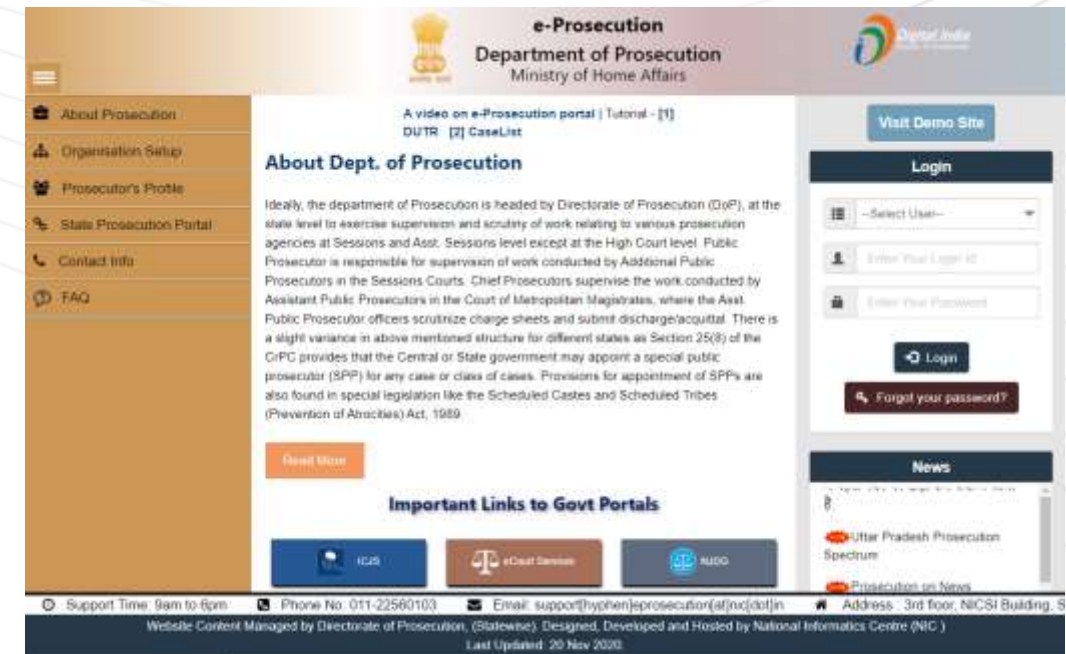 e-Prosecution
Department of Prosecution
Ministry of Home Affairs
Digital India
About Prosecution
Organisation Setup
Prosecutor's Profile
State Prosecution Portal
Contact Info
FAQ
A video on e-Prosecution portal | Tutorial - [1]
DUTR [2] CaseList
About Dept. of Prosecution
Ideally, the department of Prosecution is headed by Directorate of Prosecution (DoP), at the
state level to exercise supervision and scrutiny of work relating to various prosecution
agencies at Sessions and Asst. Sessions level except at the High Court level. Public
Prosecutor is responsible for supervision of work conducted by Additional Public
Prosecutors in the Sessions Courts. Chief Prosecutors supervise the work conducted by
Assistant Public Prosecutors in the Court of Metropolitan Magistrates, where the Asst.
Public Prosecutor officers scrutinize charge sheets and submit discharge/acquittal. There is
a slight variance in above mentioned structure for different states as Section 25(8) of the
CrPC provides that the Central or State government may appoint a special public
prosecutor (SPP) for any case or class of cases. Provisions for appointment of SPPs are
also found in special legislation like the Scheduled Castes and Scheduled Tribes
(Prevention of Atrocities) Act, 1989
Read More
Important Links to Govt Portals
ICJS
eCourt Services
NJDG
Visit Demo Site
Login
--Select User--
Enter Your Login Id
Enter Your Password
Login
Forgot your password?
News
है
Uttar Pradesh Prosecution
Spectrum
Prosecution on News
Support Time: 9am to 6pm
Phone No: 011-22560103
Email: support[hyphen]eprosecution[at]nic[dot]in
Address : 3rd floor, NICSI Building, S
Website Content Managed by Directorate of Prosecution, (Statewise). Designed, Developed and Hosted by National Informatics Centre (NIC )
Last Updated: 20 Nov 2020